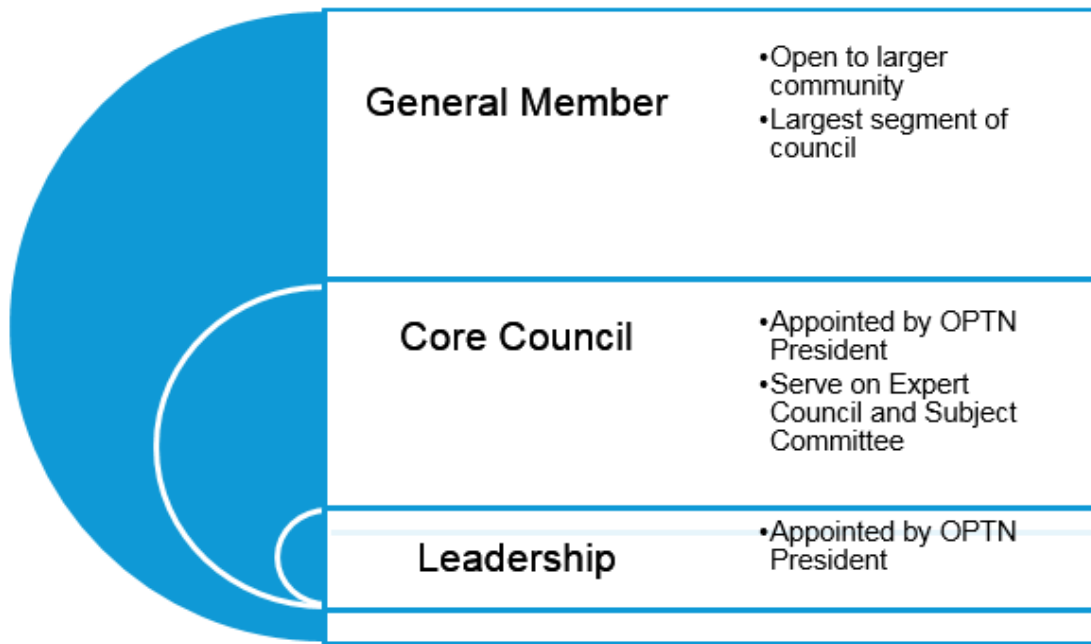 General Member
•Open to larger
community
•Largest segment of
council
Core Council
•Appointed by OPTN
President
•Serve on Expert
Council and Subject
Committee
Leadership
•Appointed by OPTN
President